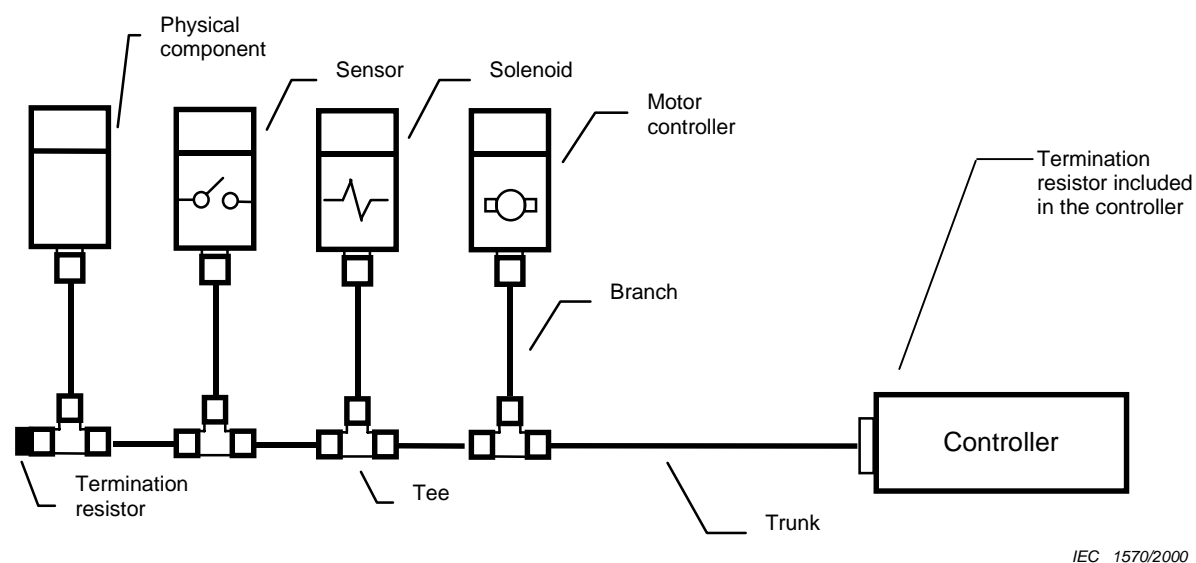 Physical
component
Sensor
Solenoid
Motor
controller
Termination
resistor included
in the controller
Branch
Controller
Termination
resistor
Tee
Trunk
IEC 1570/2000